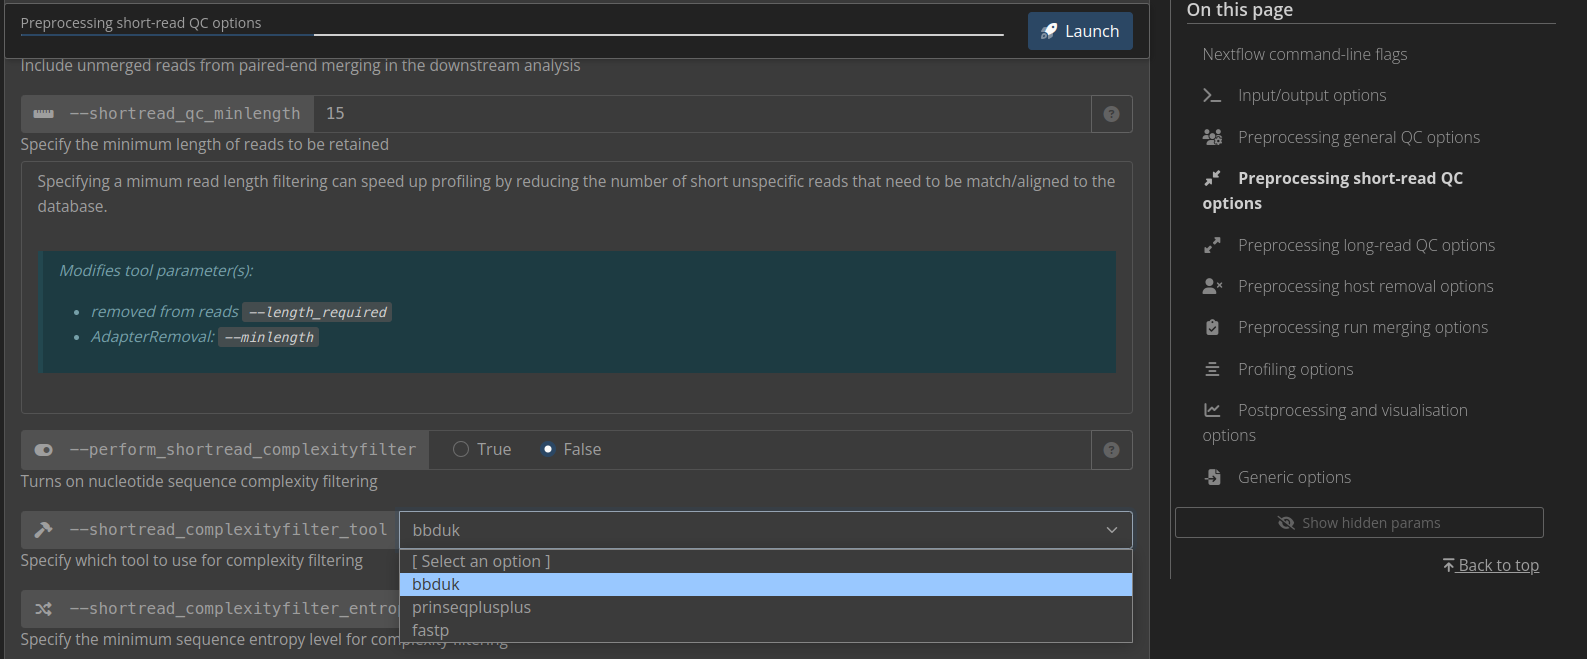 Preprocessing short-read QC options
Launch
Include unmerged reads from paired-end merging in the downstream analysis
--shortread_qc_minlength
15
?
Specify the minimum length of reads to be retained
Specifying a mimum read length filtering can speed up profiling by reducing the number of short unspecific reads that need to be match/aligned to the
database.
Modifies tool parameter(s):
• removed from reads --length_required
• AdapterRemoval: --minlength
--perform_shortread_complexityfilter
True
False
?
Turns on nucleotide sequence complexity filtering
--shortread_complexityfilter_tool
bbduk
Specify which tool to use for complexity filtering
[ Select an option ]
bbduk
prinseqplusplus
fastp
--shortread_complexityfilter_entro
Specify the minimum sequence entropy level for complexity filtering
On this page
Nextflow command-line flags
Input/output options
Preprocessing general QC options
Preprocessing short-read QC
options
Preprocessing long-read QC options
Preprocessing host removal options
Preprocessing run merging options
Profiling options
Postprocessing and visualisation
options
Generic options
Show hidden params
Back to top